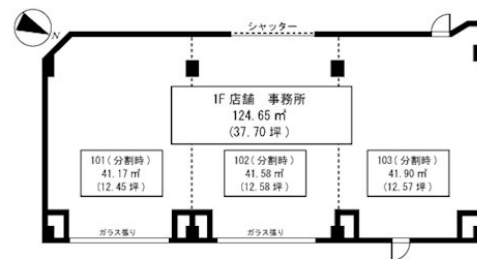 シャッター
N
1F 店舗　事務所
124.65 ㎡
(37.70 坪)
101(分割時)
41.17 ㎡
(12.45 坪)
102(分割時)
41.58 ㎡
(12.58 坪)
103(分割時)
41.90 ㎡
(12.57 坪)
ガラス張り
ガラス張り